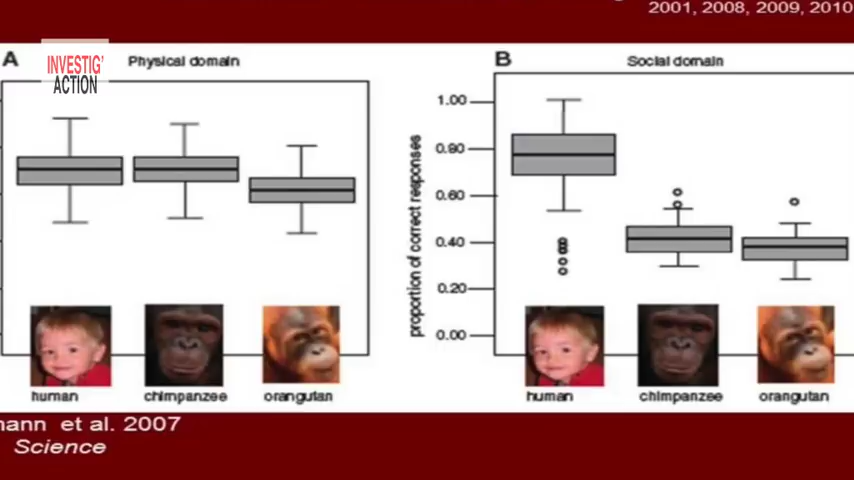 2001, 2008, 2009, 2010
A
INVESTIG'
ACTION
Physical domain
B
Social domain
proportion of correct responses
1.00
0.80
0.60
0.40
0.20
0.00
human
chimpanzee
orangutan
human
chimpanzee
orangutan
mann et al. 2007
Science